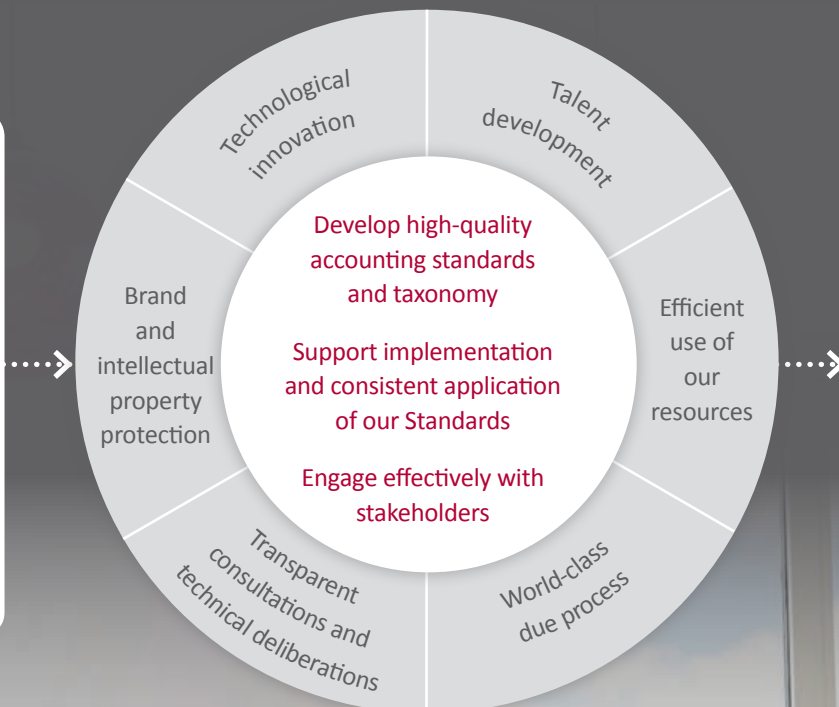 Technological
innovation
Talent
development
Brand
and
intellectual
property
protection
Develop high-quality
accounting standards
and taxonomy
Support implementation
and consistent application
of our Standards
Engage effectively with
stakeholders
Efficient
use of
our
resources
Transparent
consultations and
technical deliberations
World-class
due process